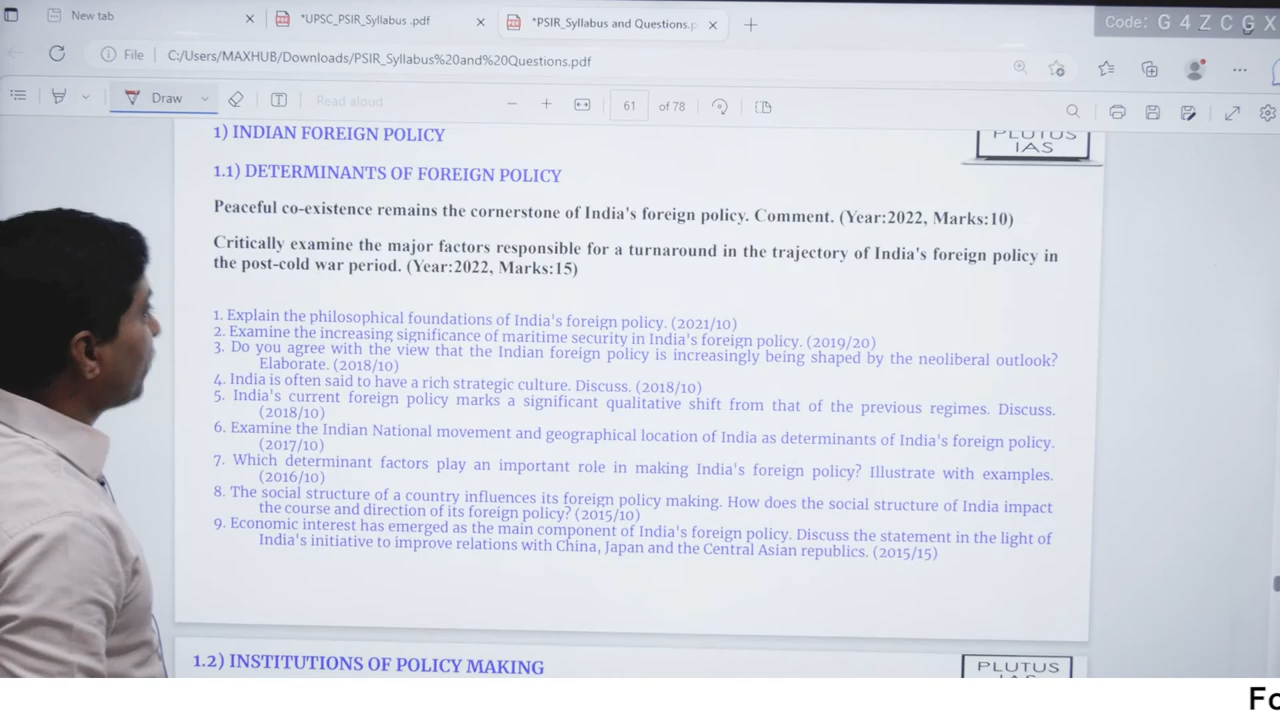 New tab
*UPSC_PSIR_Syllabus .pdf
*PSIR_Syllabus and Questions.p
Code: G 4 Z C G X
File
C:/Users/MAXHUB/Downloads/PSIR_Syllabus%20and%20Questions.pdf
Draw
Read aloud
61
of 78
1) INDIAN FOREIGN POLICY
PLUTUS
IAS
1.1) DETERMINANTS OF FOREIGN POLICY
Peaceful co-existence remains the cornerstone of India's foreign policy. Comment. (Year:2022, Marks:10)
Critically examine the major factors responsible for a turnaround in the trajectory of India's foreign policy in
the post-cold war period. (Year:2022, Marks:15)
1. Explain the philosophical foundations of India's foreign policy. (2021/10)
2. Examine the increasing significance of maritime security in India's foreign policy. (2019/20)
3. Do you agree with the view that the Indian foreign policy is increasingly being shaped by the neoliberal outlook?
Elaborate. (2018/10)
4. India is often said to have a rich strategic culture. Discuss. (2018/10)
5. India's current foreign policy marks a significant qualitative shift from that of the previous regimes. Discuss.
(2018/10)
6. Examine the Indian National movement and geographical location of India as determinants of India's foreign policy.
(2017/10)
7. Which determinant factors play an important role in making India's foreign policy? Illustrate with examples.
(2016/10)
8. The social structure of a country influences its foreign policy making. How does the social structure of India impact
the course and direction of its foreign policy? (2015/10)
9. Economic interest has emerged as the main component of India's foreign policy. Discuss the statement in the light of
India's initiative to improve relations with China, Japan and the Central Asian republics. (2015/15)
1.2) INSTITUTIONS OF POLICY MAKING
PLUTUS
Fo